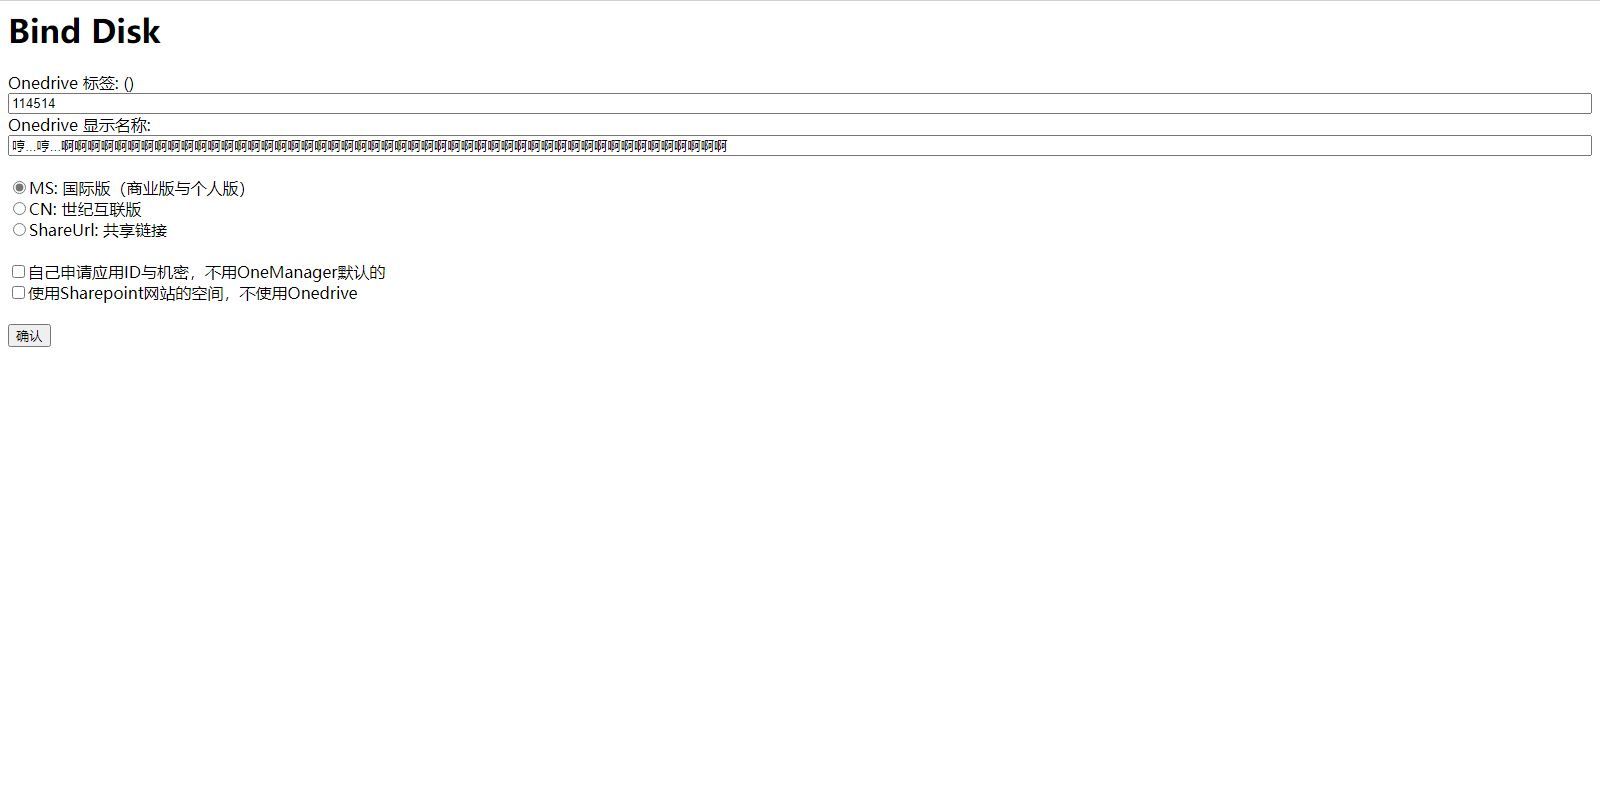 Bind Disk
Onedrive 标签: ()
114514
Onedrive 显示名称:
哼...哼...啊啊啊啊啊啊啊啊啊啊啊啊啊啊啊啊啊啊啊啊啊啊啊啊啊啊啊啊啊啊啊啊啊啊啊啊啊啊啊啊啊啊啊啊啊啊啊啊啊啊
MS: 国际版（商业版与个人版）
CN: 世纪互联版
ShareUrl: 共享链接
自己申请应用ID与机密，不用OneManager默认的
使用Sharepoint网站的空间，不使用Onedrive
确认